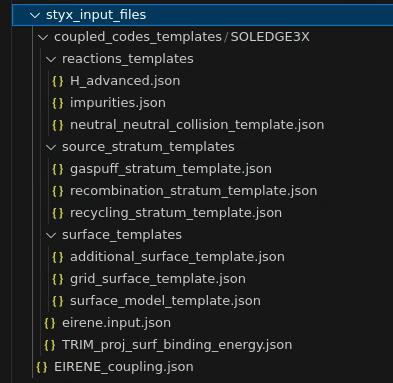 styx_input_files
coupled_codes_templates / SOLEDGE3X
reactions_templates
{} H_advanced.json
{} impurities.json
{} neutral_neutral_collision_template.json
source_stratum_templates
{} gaspuff_stratum_template.json
{} recombination_stratum_template.json
{} recycling_stratum_template.json
surface_templates
{} additional_surface_template.json
{} grid_surface_template.json
{} surface_model_template.json
{} eirene.input.json
{} TRIM_proj_surf_binding_energy.json
{} EIRENE_coupling.json